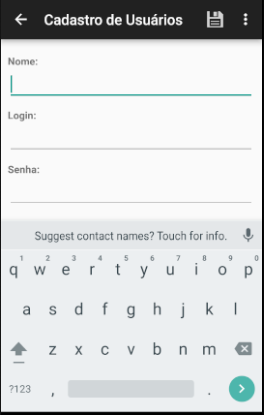 Cadastro de Usuários
Nome:
Login:
Senha:
Suggest contact names? Touch for info.
1 2 3 4 5 6 7 8 9 0
q w e r t y u i o p
a s d f g h j k l
z x c v b n m
?123 , .